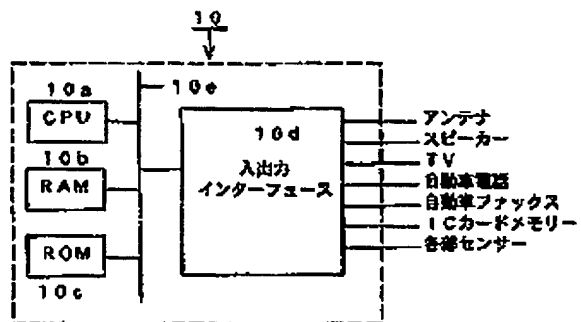 10
10a
CPU
10b
RAM
ROM
10c
10e
10d
入出力
インターフェース
アンテナ
スピーカー
TV
自動車電話
自動車ファックス
ICカードメモリー
各部センサー